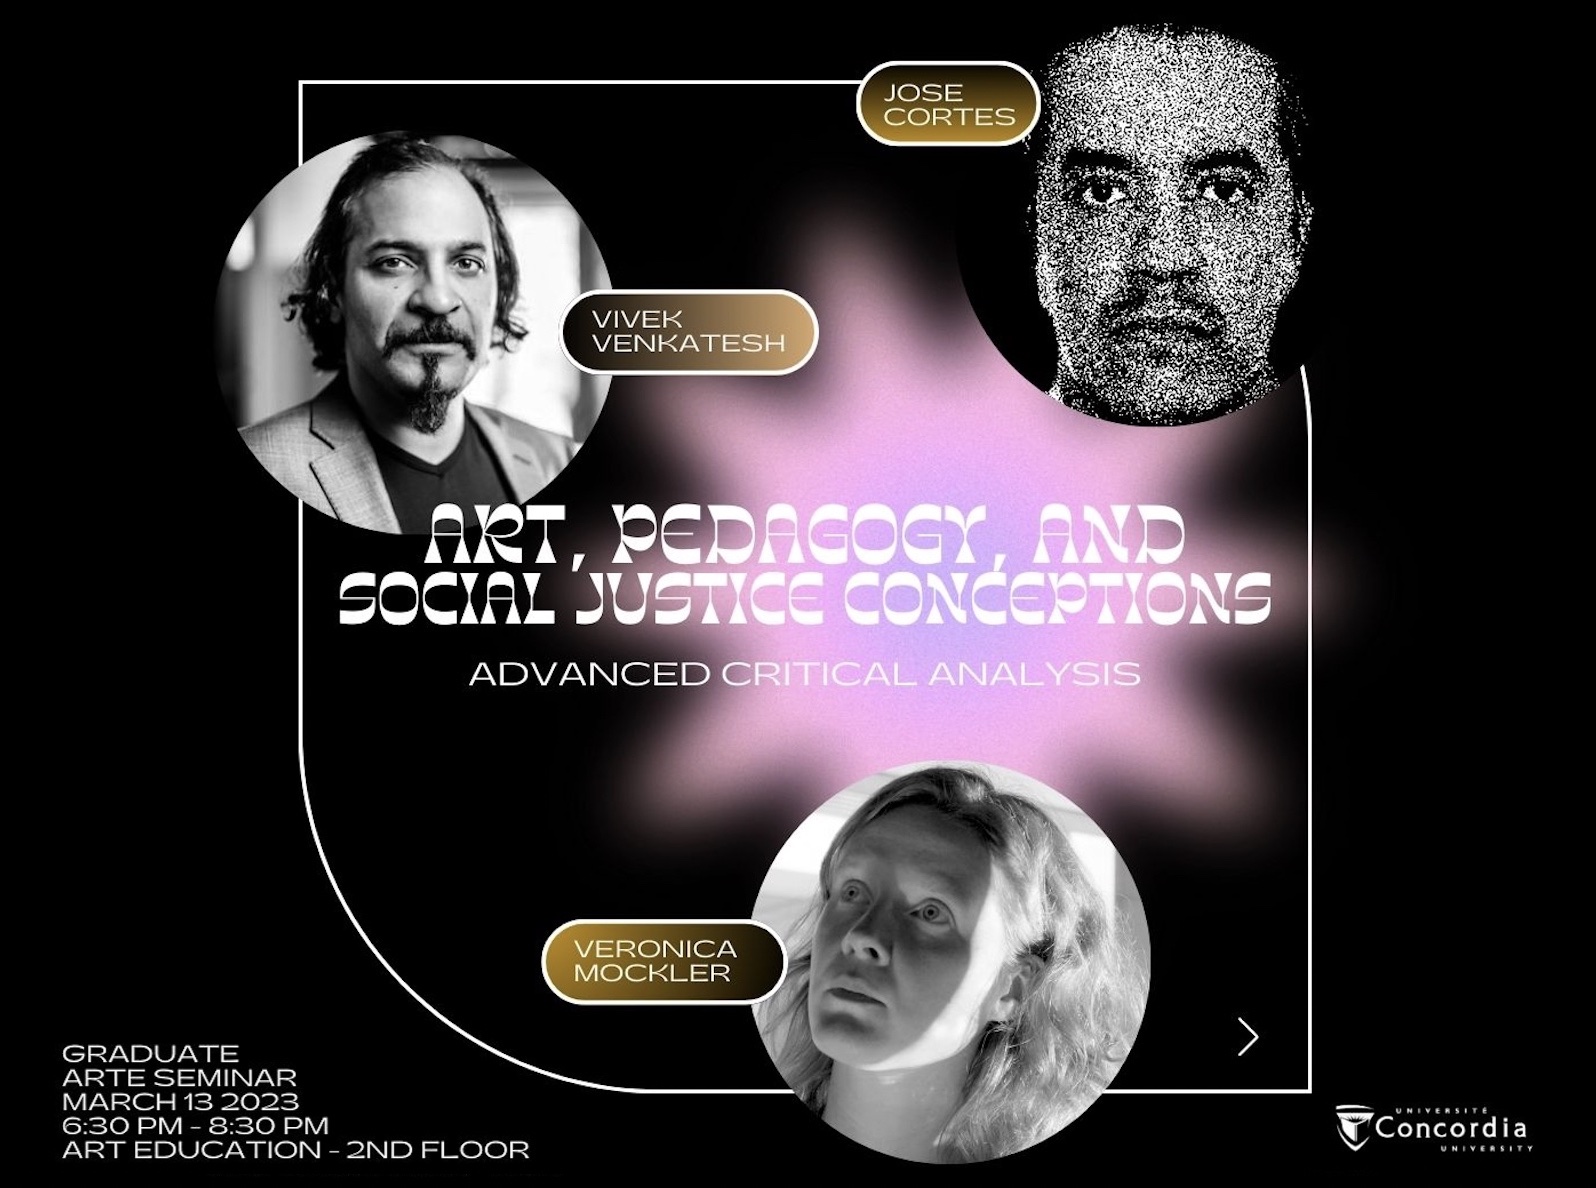 JOSE
CORTES
VIVEK
VENKATESH
ART, PEDAGOGY, AND
SOCIAL JUSTICE CONCEPTIONS
ADVANCED CRITICAL ANALYSIS
VERONICA
MOCKLER
GRADUATE
ARTE SEMINAR
MARCH 13 2023
6:30 PM - 8:30 PM
ART EDUCATION - 2ND FLOOR
UNIVERSITÉ
Concordia
UNIVERSITY